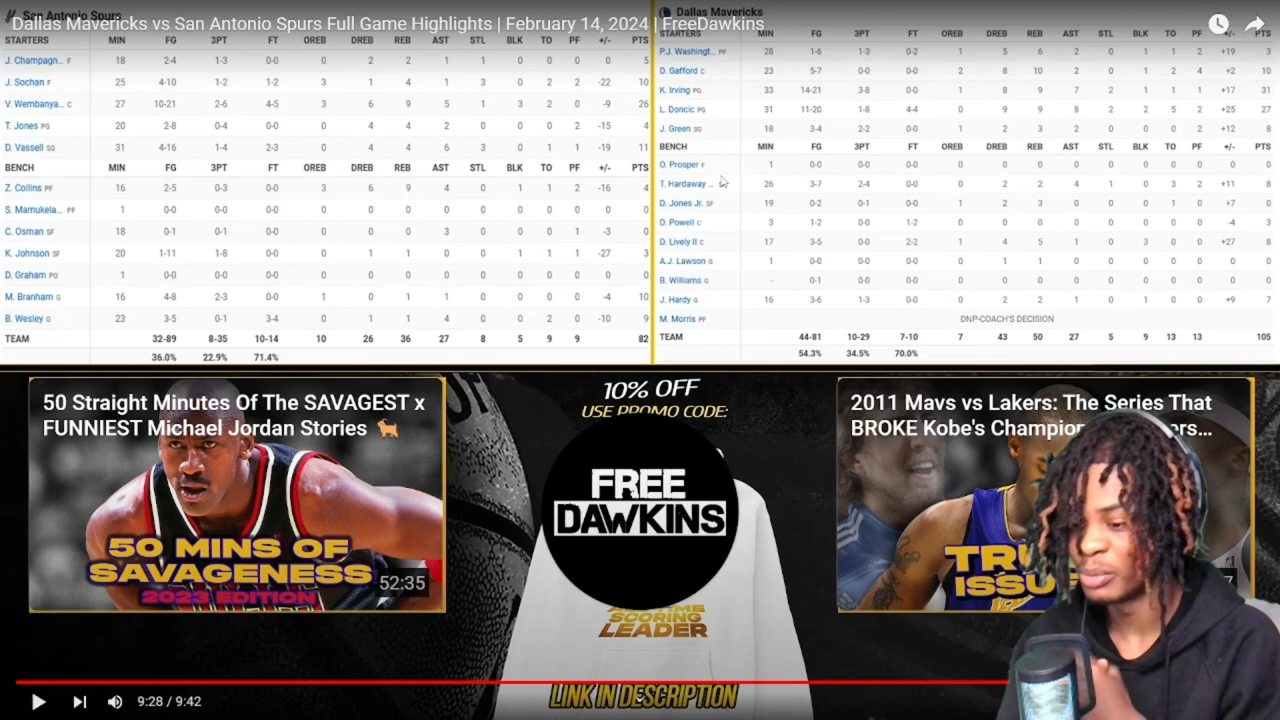 Dallas Mavericks vs San Antonio Spurs Full Game Highlights | February 14, 2024 | FreeDawkins
San Antonio Spurs
STARTERS MIN FG 3PT FT OREB DREB REB AST STL BLK TO PF +/- PTS
J. Champagn... F 18 2-4 1-3 0-0 0 2 2 1 1 0 0 0 0 5
J. Sochan F 25 4-10 1-2 1-2 3 1 4 1 3 0 2 2 -22 10
V. Wembanya... C 27 10-21 2-6 4-5 3 6 9 5 1 3 2 0 -9 26
T. Jones PG 20 2-8 0-4 0-0 0 4 4 2 0 0 0 2 -15 4
D. Vassell SG 31 4-16 1-4 2-3 0 4 4 6 3 0 1 1 -19 11
BENCH MIN FG 3PT FT OREB DREB REB AST STL BLK TO PF +/- PTS
Z. Collins PF 16 2-5 0-3 0-0 3 6 9 4 0 1 1 2 -16 4
S. Mamukela... PF 1 0-0 0-0 0-0 0 0 0 0 0 0 0 0 0 0
C. Osman SF 18 0-1 0-1 0-0 0 0 0 3 0 0 0 1 -3 0
K. Johnson SF 20 1-11 1-8 0-0 0 1 1 1 0 1 1 1 -27 3
D. Graham PG 1 0-0 0-0 0-0 0 0 0 0 0 0 0 0 0 0
M. Branham G 16 4-8 2-3 0-0 1 0 1 1 0 0 0 0 -4 10
B. Wesley G 23 3-5 0-1 3-4 0 1 1 4 0 0 2 0 -10 9
TEAM 32-89 8-35 10-14 10 26 36 27 8 5 9 9 82
36.0% 22.9% 71.4%
Dallas Mavericks
STARTERS MIN FG 3PT FT OREB DREB REB AST STL BLK TO PF +/- PTS
P.J. Washingt... PF 28 1-6 1-3 0-2 1 5 6 2 0 1 1 2 +19 3
D. Gafford C 23 5-7 0-0 0-0 2 8 10 2 0 1 2 4 +2 10
K. Irving PG 33 14-21 3-8 0-0 1 8 9 7 2 1 1 1 +17 31
L. Doncic PG 31 11-20 1-8 4-4 0 9 9 8 2 2 5 2 +25 27
J. Green SG 18 3-4 2-2 0-0 1 2 3 2 0 0 0 2 +12 8
BENCH MIN FG 3PT FT OREB DREB REB AST STL BLK TO PF +/- PTS
O. Prosper F 1 0-0 0-0 0-0 0 0 0 0 0 0 0 0 0 0
T. Hardaway ... 26 3-7 2-4 0-0 0 2 2 4 1 0 3 2 +11 8
D. Jones Jr. SF 19 0-2 0-1 0-0 1 2 3 0 0 0 1 0 +7 0
D. Powell C 3 1-2 0-0 1-2 0 0 0 0 0 0 0 0 -4 3
D. Lively II C 17 3-5 0-0 2-2 1 4 5 1 0 3 0 0 +27 8
A.J. Lawson G 1 0-0 0-0 0-0 0 1 1 0 0 0 0 0 0 0
B. Williams G - 0-1 0-0 0-0 0 0 0 0 0 0 0 0 0 0
J. Hardy G 16 3-6 1-3 0-0 0 2 2 1 0 1 0 0 +9 7
M. Morris PF DNP-COACH'S DECISION
TEAM 44-81 10-29 7-10 7 43 50 27 5 9 13 13 105
54.3% 34.5% 70.0%
50 Straight Minutes Of The SAVAGEST x
FUNNIEST Michael Jordan Stories 🐐
50 MINS OF
SAVAGENESS
2023 EDITION
52:35
10% OFF
USE PROMO CODE:
FREE
DAWKINS
SCORING
LEADER
LINK IN DESCRIPTION
2011 Mavs vs Lakers: The Series That
BROKE Kobe's
9:28 / 9:42